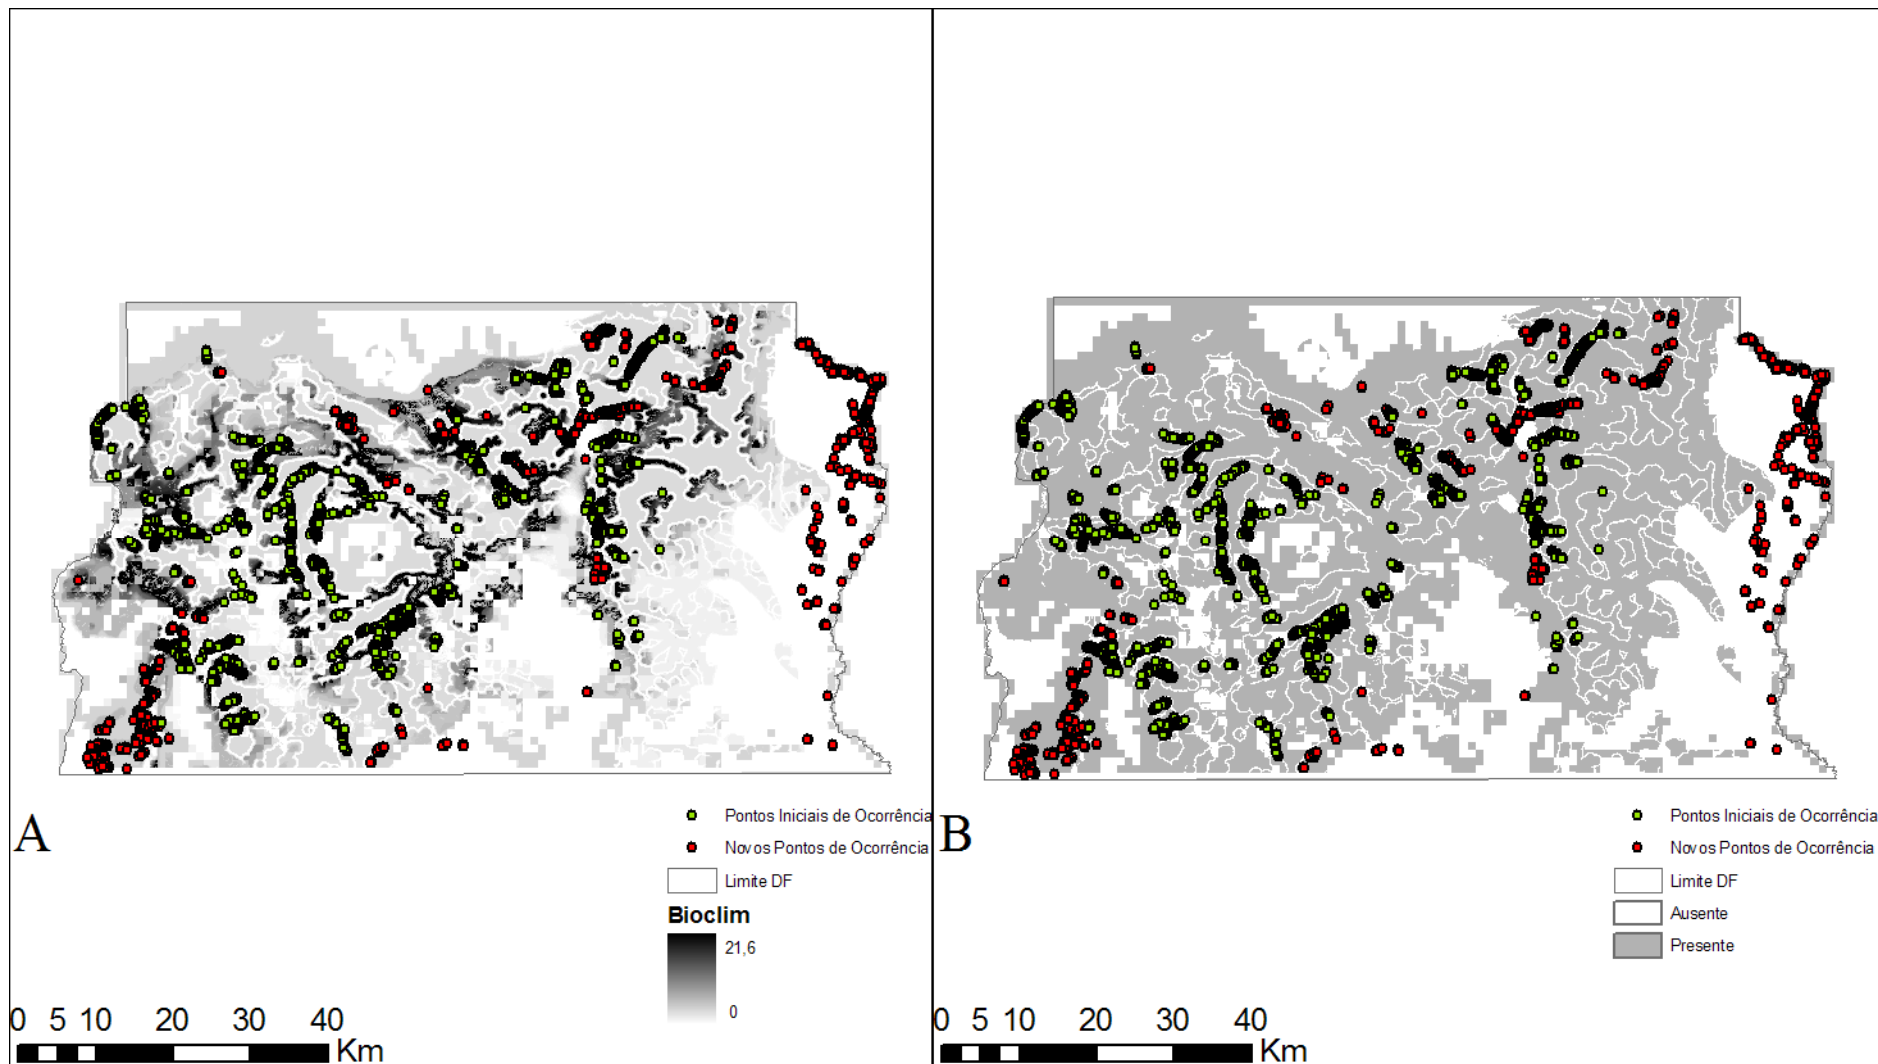 A
Pontos Iniciais de Ocorrência
Novos Pontos de Ocorrência
Limite DF
Bioclim
21,6
0
0 5 10 20 30 40
Km
B
Pontos Iniciais de Ocorrência
Novos Pontos de Ocorrência
Limite DF
Ausente
Presente
0 5 10 20 30 40
Km